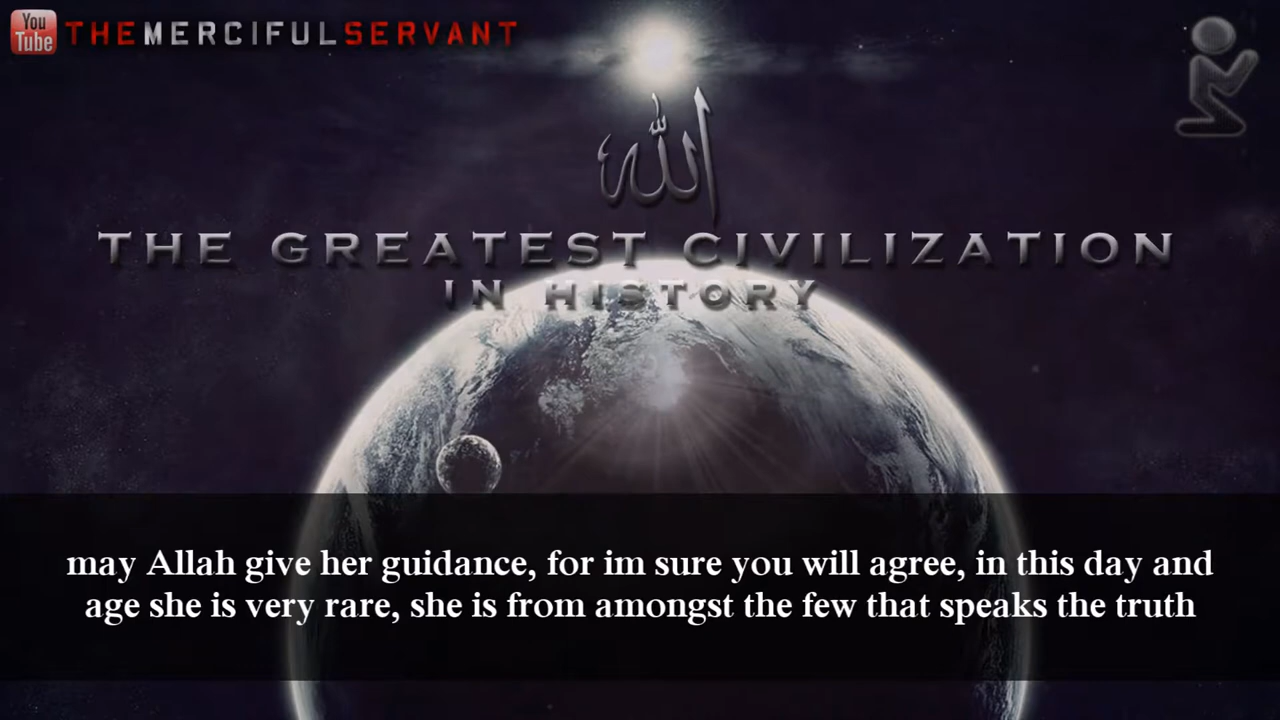 You
Tube
THEMERCIFULSERVANT
الله
THE GREATEST CIVILIZATION
IN HISTORY
may Allah give her guidance, for im sure you will agree, in this day and
age she is very rare, she is from amongst the few that speaks the truth